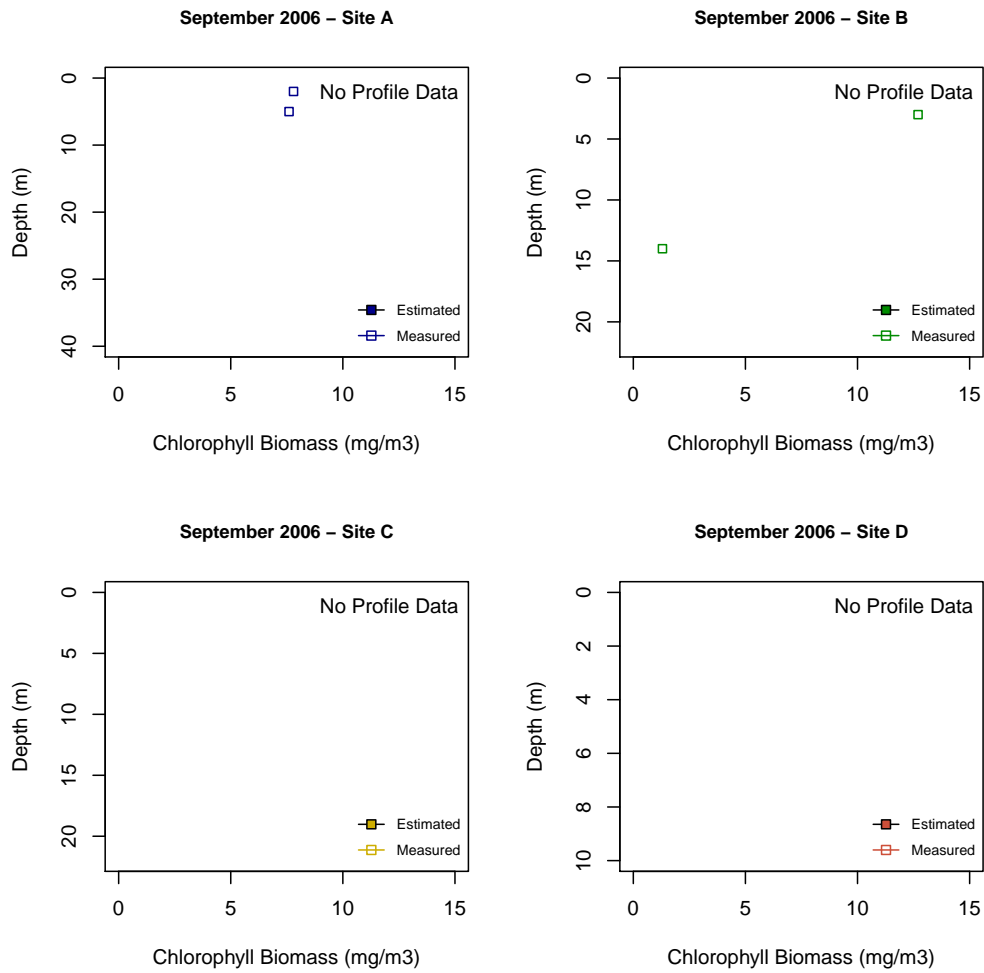 September 2006 – Site A
No Profile Data
0
10
20
30
40
Depth (m)
Estimated
Measured
0 5 10 15
Chlorophyll Biomass (mg/m3)
September 2006 – Site B
No Profile Data
0
5
10
15
20
Depth (m)
Estimated
Measured
0 5 10 15
Chlorophyll Biomass (mg/m3)
September 2006 – Site C
No Profile Data
0
5
10
15
20
Depth (m)
Estimated
Measured
0 5 10 15
Chlorophyll Biomass (mg/m3)
September 2006 – Site D
No Profile Data
0
2
4
6
8
10
Depth (m)
Estimated
Measured
0 5 10 15
Chlorophyll Biomass (mg/m3)